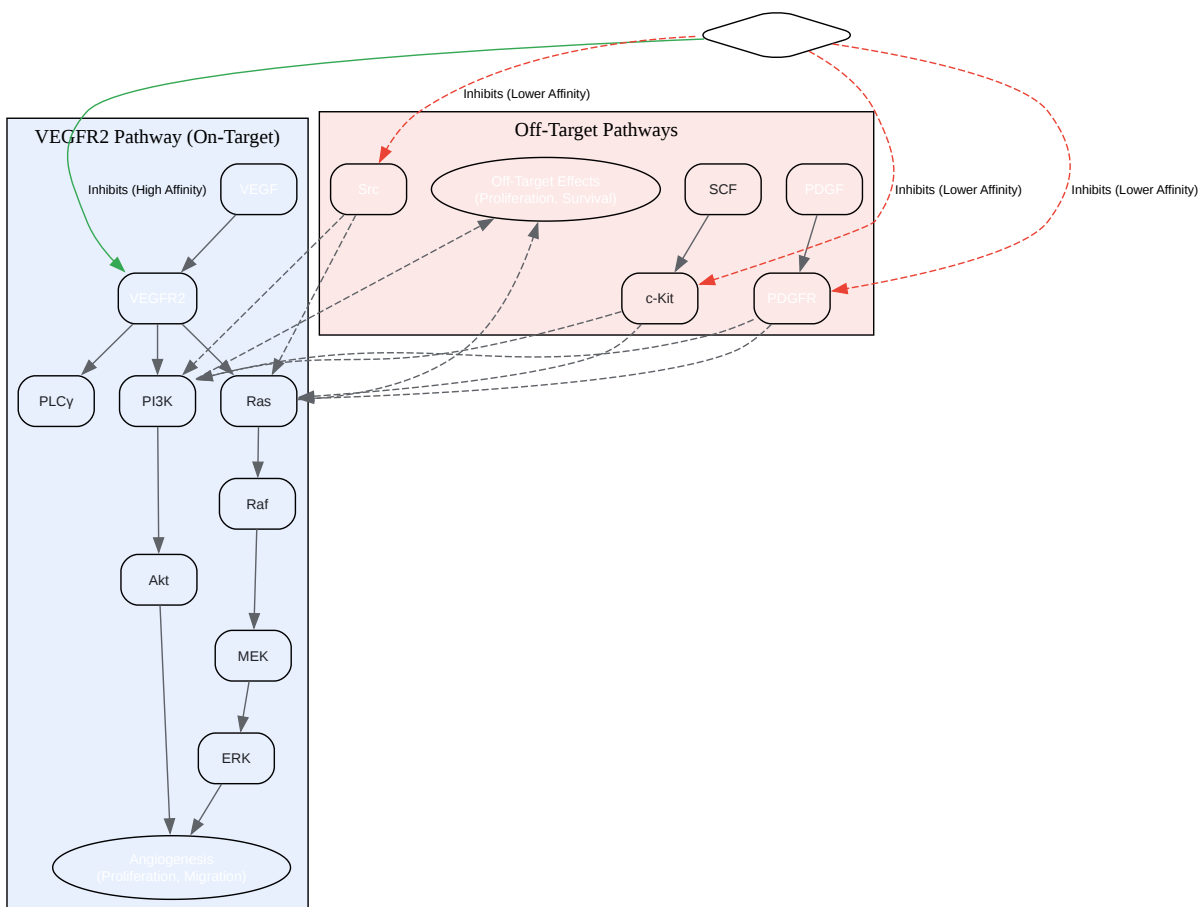 Inhibits (Lower Affinity)
VEGFR2 Pathway (On-Target)
Off-Target Pathways
Inhibits (High Affinity)
VEGF
Src
Off-Target Effects
(Proliferation, Survival)
SCF
PDGF
Inhibits (Lower Affinity)
Inhibits (Lower Affinity)
VEGFR2
c-Kit
PDGFR
PLCγ
PI3K
Ras
Raf
Akt
MEK
ERK
Angiogenesis
(Proliferation, Migration)